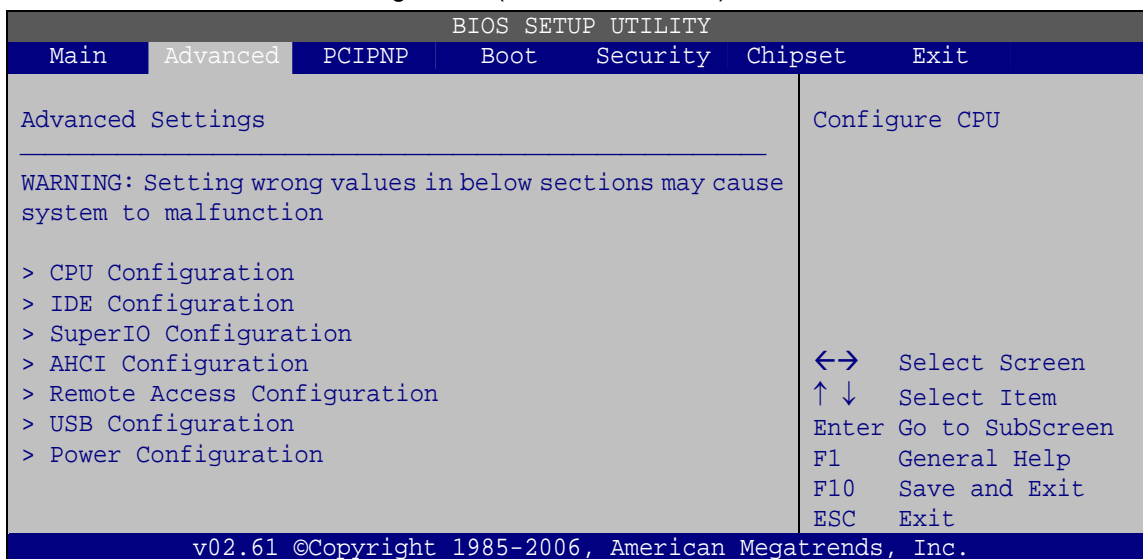 BIOS SETUP UTILITY
Main Advanced PCIPNP Boot Security Chipset Exit
Advanced Settings
WARNING: Setting wrong values in below sections may cause
system to malfunction
> CPU Configuration
> IDE Configuration
> SuperIO Configuration
> AHCI Configuration
> Remote Access Configuration
> USB Configuration
> Power Configuration
Configure CPU
←→ Select Screen
↑ ↓ Select Item
Enter Go to SubScreen
F1 General Help
F10 Save and Exit
ESC Exit
v02.61 ©Copyright 1985-2006, American Megatrends, Inc.